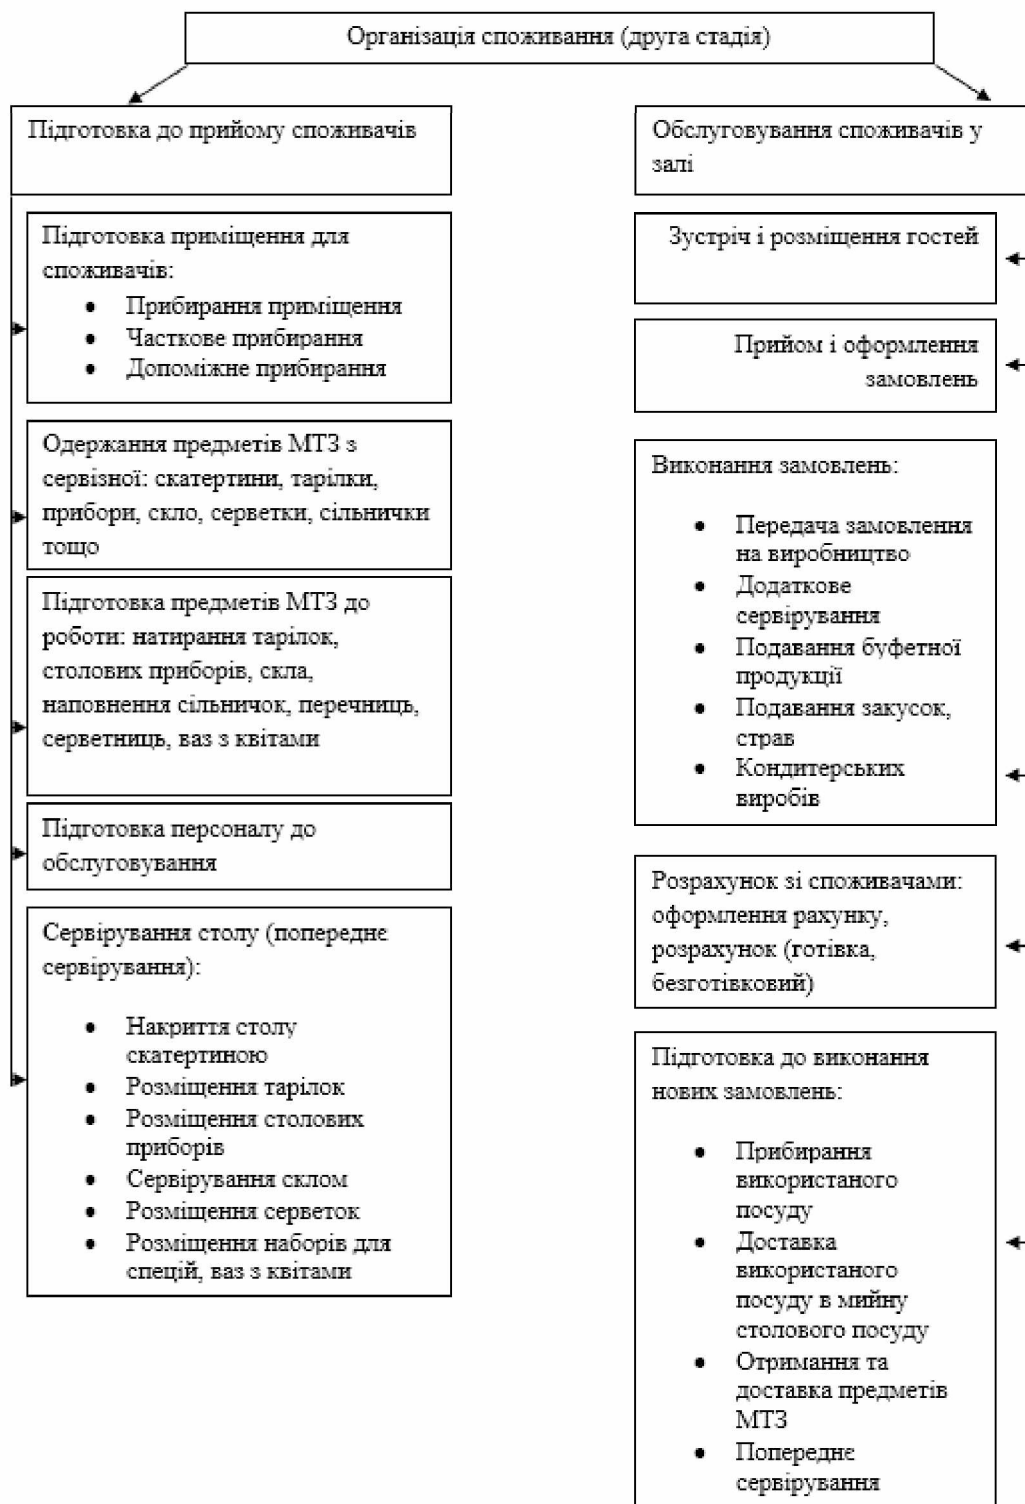 Організація споживання (друга стадія)
Підготовка до прийому споживачів
Підготовка приміщення для
споживачів:
• Прибирання приміщення
• Часткове прибирання
• Допоміжне прибирання
Одержання предметів МТЗ з
сервізної: скатертини, тарілки,
прибори, скло, серветки, сільнички
тощо
Підготовка предметів МТЗ до
роботи: натирання тарілок,
столових приборів, скла,
наповнення сільничок, перечниць,
серветниць, ваз з квітами
Підготовка персоналу до
обслуговування
Сервірування столу (попереднє
сервірування):
• Накриття столу
скатертиною
• Розміщення тарілок
• Розміщення столових
приборів
• Сервірування склом
• Розміщення серветок
• Розміщення наборів для
спецій, ваз з квітами
Обслуговування споживачів у
залі
Зустріч і розміщення гостей
Прийом і оформлення
замовлень
Виконання замовлень:
• Передача замовлення
на виробництво
• Додаткове
сервірування
• Подавання буфетної
продукції
• Подавання закусок,
страв
• Кондитерських
виробів
Розрахунок зі споживачами:
оформлення рахунку,
розрахунок (готівка,
безготівковий)
Підготовка до виконання
нових замовлень:
• Прибирання
використаного
посуду
• Доставка
використаного
посуду в мийну
столового посуду
• Отримання та
доставка предметів
МТЗ
• Попереднє
сервірування